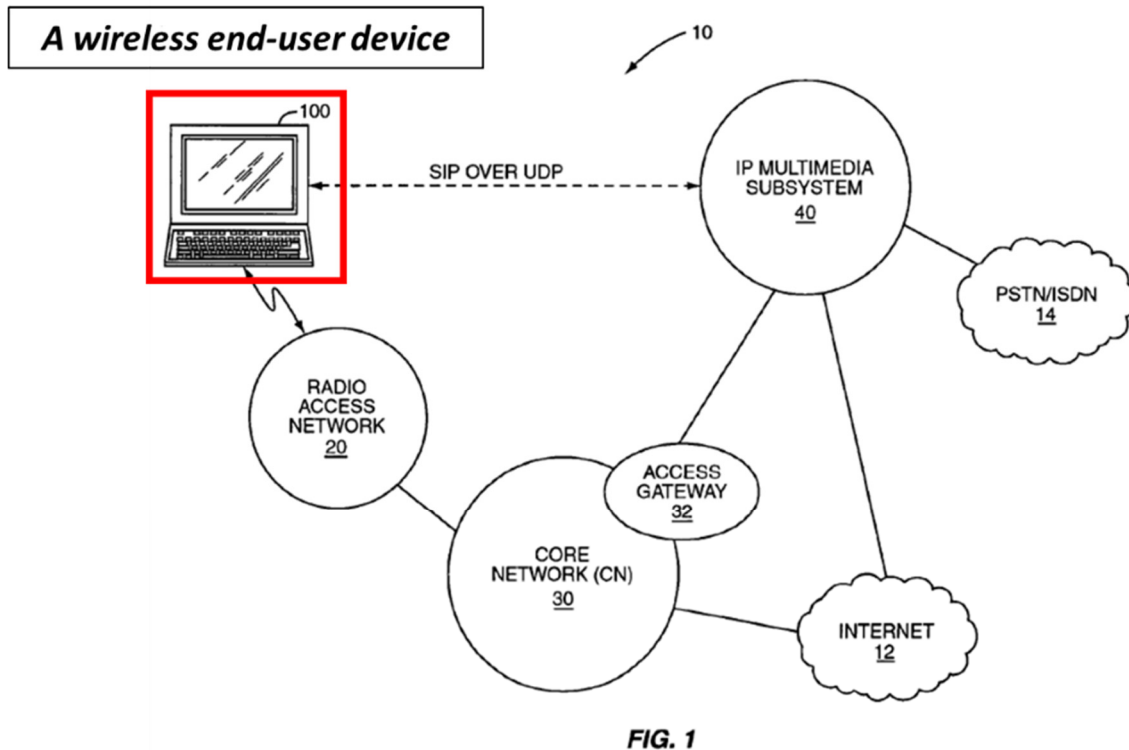 A wireless end-user device
10
100
SIP OVER UDP
IP MULTIMEDIA
SUBSYSTEM
40
PSTN/ISDN
14
RADIO
ACCESS
NETWORK
20
ACCESS
GATEWAY
32
CORE
NETWORK (CN)
30
INTERNET
12
FIG. 1